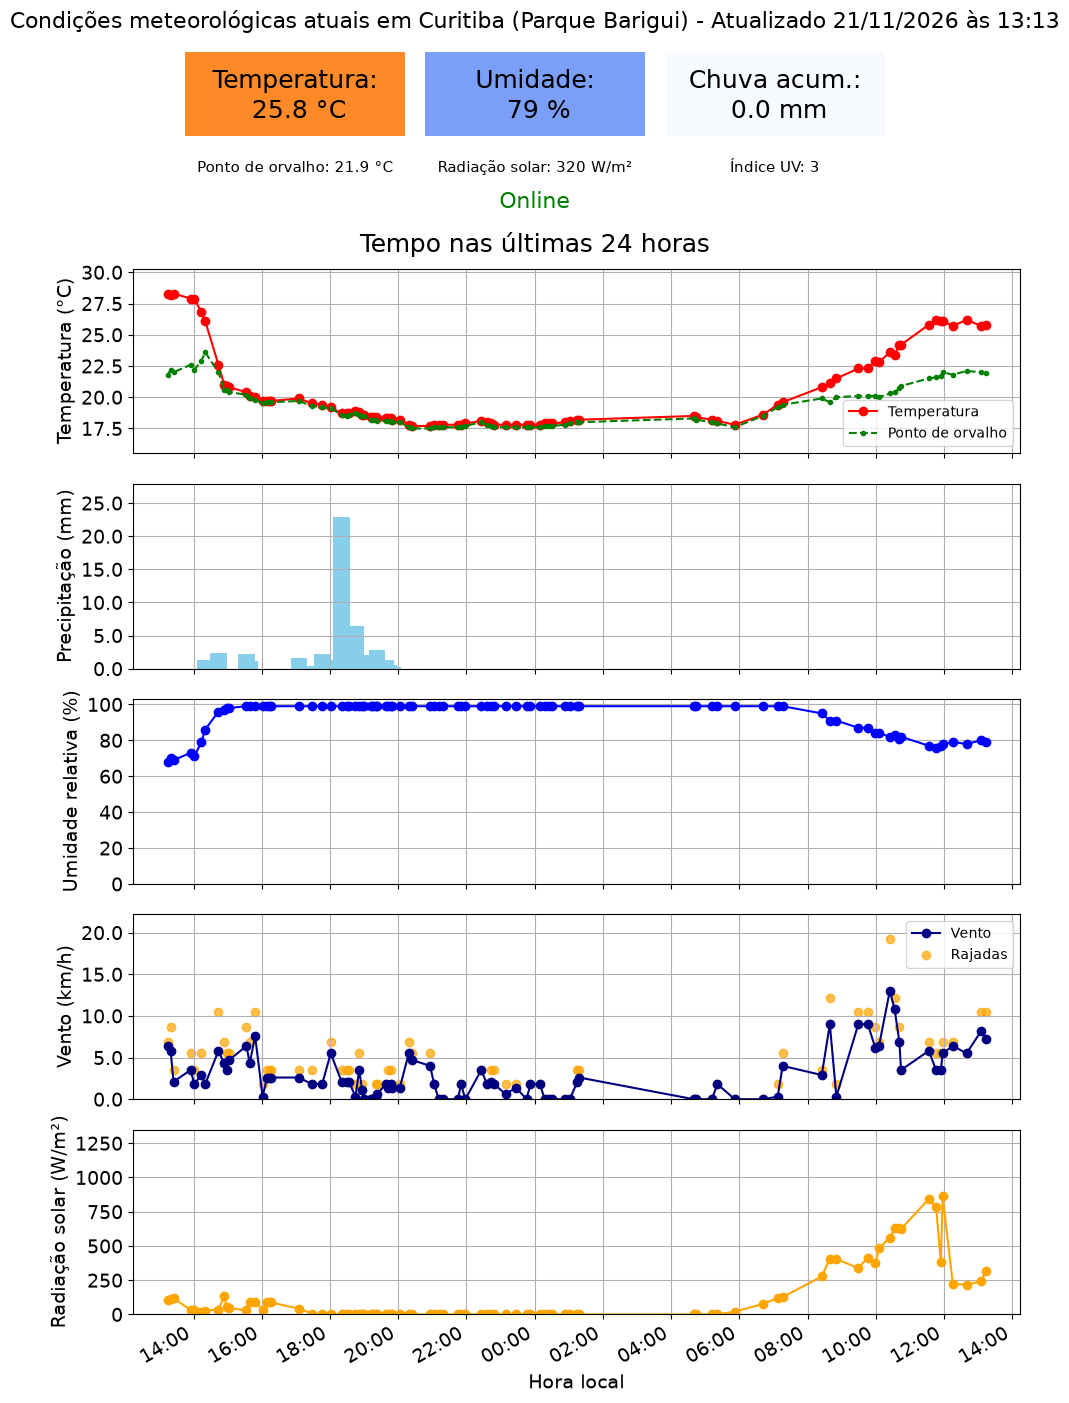 Condições meteorológicas atuais em Curitiba (Parque Barigui) - Atualizado 21/11/2026 às 13:13
Temperatura:
25.8 °C
Umidade:
79 %
Chuva acum.:
0.0 mm
Ponto de orvalho: 21.9 °C
Radiação solar: 320 W/m²
Índice UV: 3
Online
Tempo nas últimas 24 horas
Temperatura (°C)
30.0
27.5
25.0
22.5
20.0
17.5
Temperatura
Ponto de orvalho
Precipitação (mm)
25.0
20.0
15.0
10.0
5.0
0.0
Umidade relativa (%)
100
80
60
40
20
0
Vento (km/h)
20.0
15.0
10.0
5.0
0.0
Vento
Rajadas
Radiação solar (W/m²)
1250
1000
750
500
250
0
14:00 16:00 18:00 20:00 22:00 00:00 02:00 04:00 06:00 08:00 10:00 12:00 14:00
Hora local